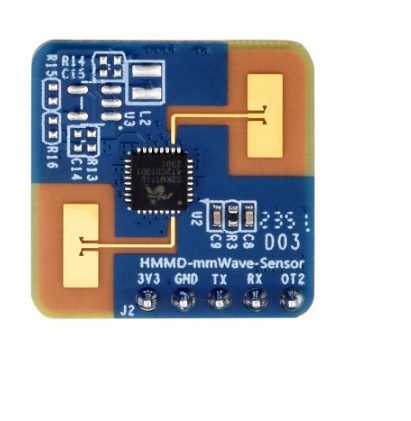 R15
R14
C15
L2
U3
R16
C14
R13
U2
C9
R3
C8
D03
HMMD-mmWave-Sensor
3V3 GND TX RX OT2
J2